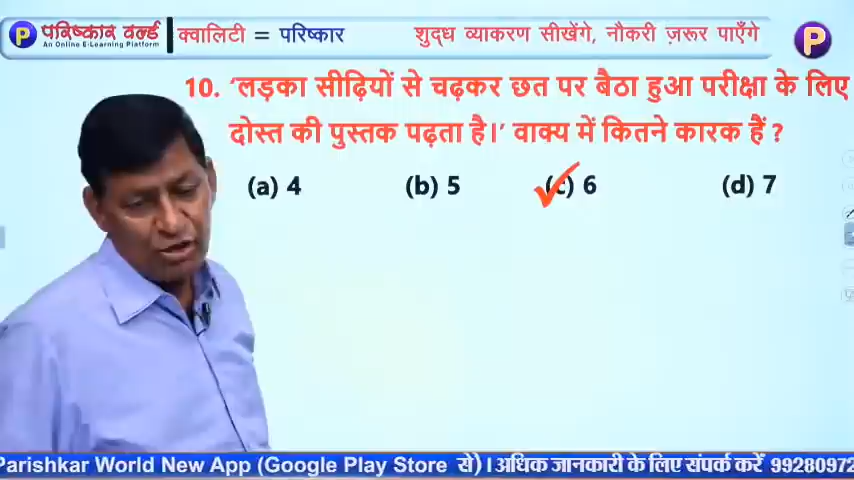 परिष्कार वर्ल्ड
An Online E-Learning Platform
क्वालिटी = परिष्कार
शुद्ध व्याकरण सीखेंगे, नौकरी ज़रूर पाएँगे
10. ‘लड़का सीढ़ियों से चढ़कर छत पर बैठा हुआ परीक्षा के लिए
दोस्त की पुस्तक पढ़ता है।’ वाक्य में कितने कारक हैं ?
(a) 4 (b) 5 (c) 6 (d) 7
Parishkar World New App (Google Play Store से) । अधिक जानकारी के लिए संपर्क करें 99280972